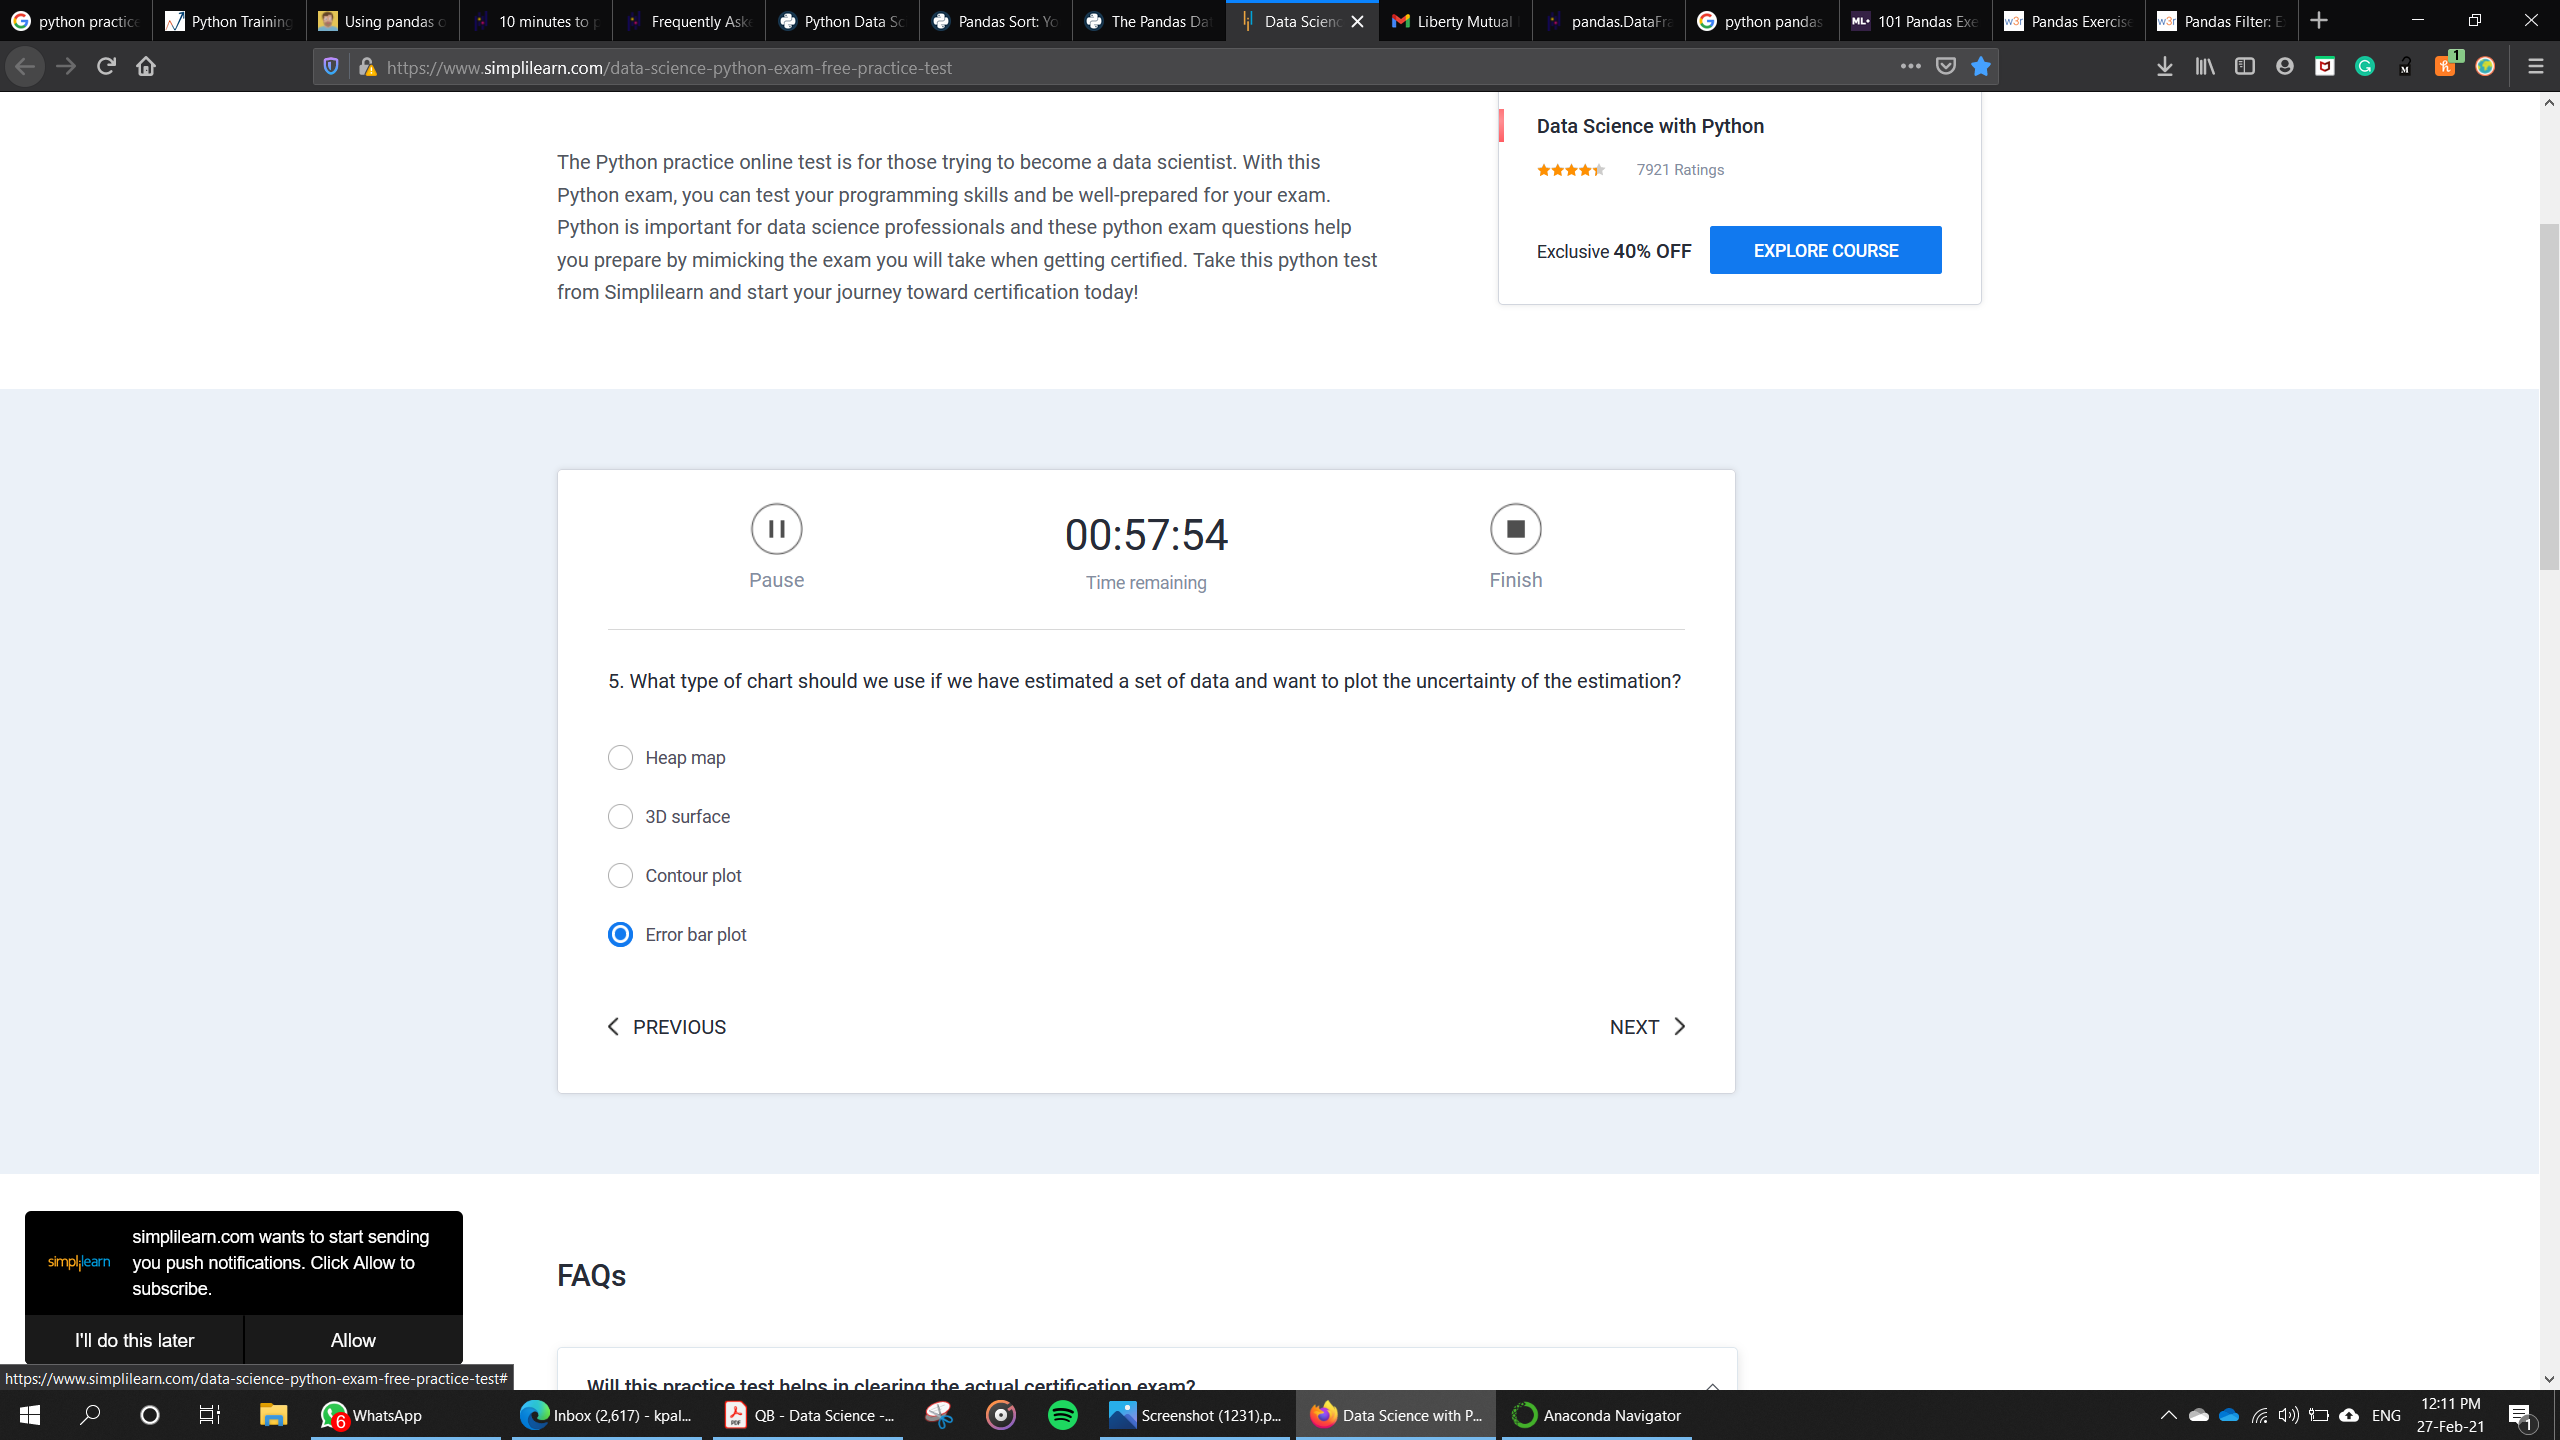 python practice
Python Training
Using pandas o
10 minutes to p
Frequently Aske
Python Data Sc
Pandas Sort: Yo
The Pandas Dat
Data Scienc
Liberty Mutual
pandas.DataFra
python pandas
ML+
101 Pandas Exe
w3r
Pandas Exercise
w3r
Pandas Filter: E
https://www.simplilearn.com/data-science-python-exam-free-practice-test
1
The Python practice online test is for those trying to become a data scientist. With this
Python exam, you can test your programming skills and be well-prepared for your exam.
Python is important for data science professionals and these python exam questions help
you prepare by mimicking the exam you will take when getting certified. Take this python test
from Simplilearn and start your journey toward certification today!
Data Science with Python
7921 Ratings
Exclusive 40% OFF
EXPLORE COURSE
Pause
00:57:54
Time remaining
Finish
5. What type of chart should we use if we have estimated a set of data and want to plot the uncertainty of the estimation?
Heap map
3D surface
Contour plot
Error bar plot
PREVIOUS
NEXT
simplilearn
simplilearn.com wants to start sending
you push notifications. Click Allow to
subscribe.
I'll do this later
Allow
FAQs
Will this practice test helps in clearing the actual certification exam?
https://www.simplilearn.com/data-science-python-exam-free-practice-test#
6
WhatsApp
Inbox (2,617) - kpal...
QB - Data Science -...
Screenshot (1231).p...
Data Science with P...
Anaconda Navigator
ENG
12:11 PM
27-Feb-21
1